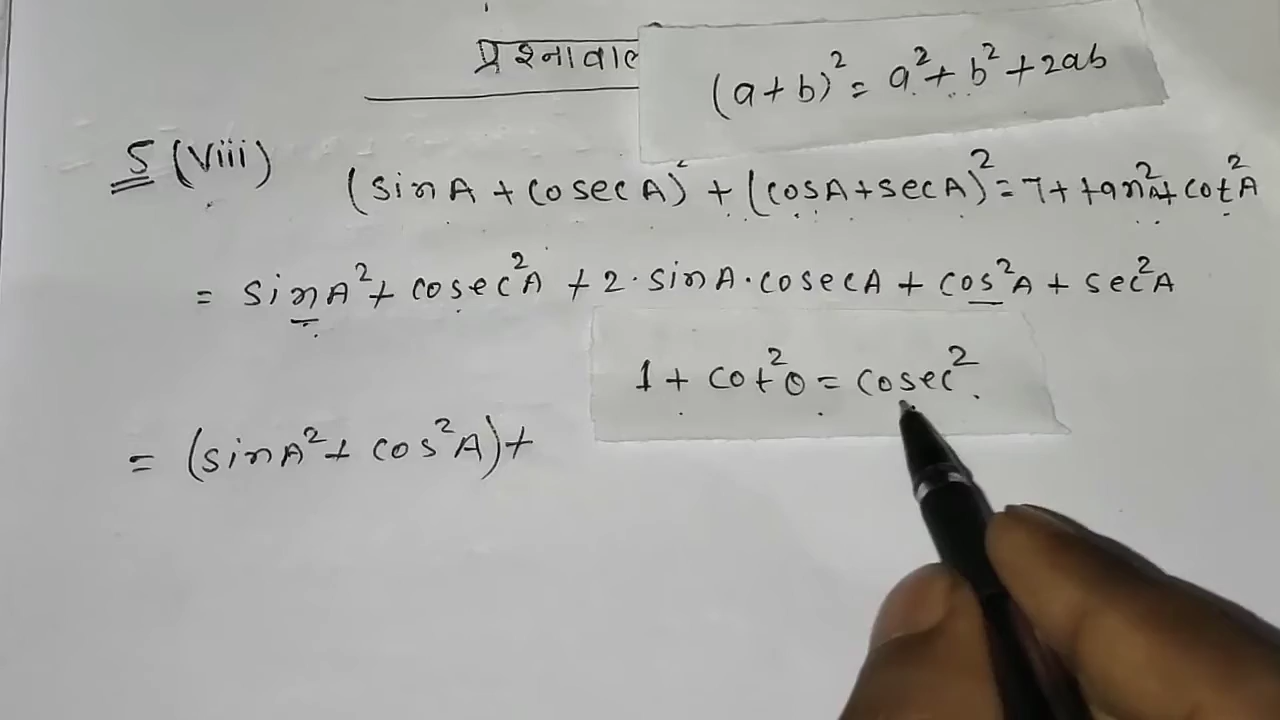 प्रश्नावल
(a+b)² = a² + b² + 2ab
5 (viii) (sinA + cosecA)² + (cosA + secA)² = 7 + tan²A + cot²A
= sinA² + cosec²A + 2·sinA·cosecA + cos²A + sec²A
1 + cot²θ = cosec²
= (sinA² + cos²A) +